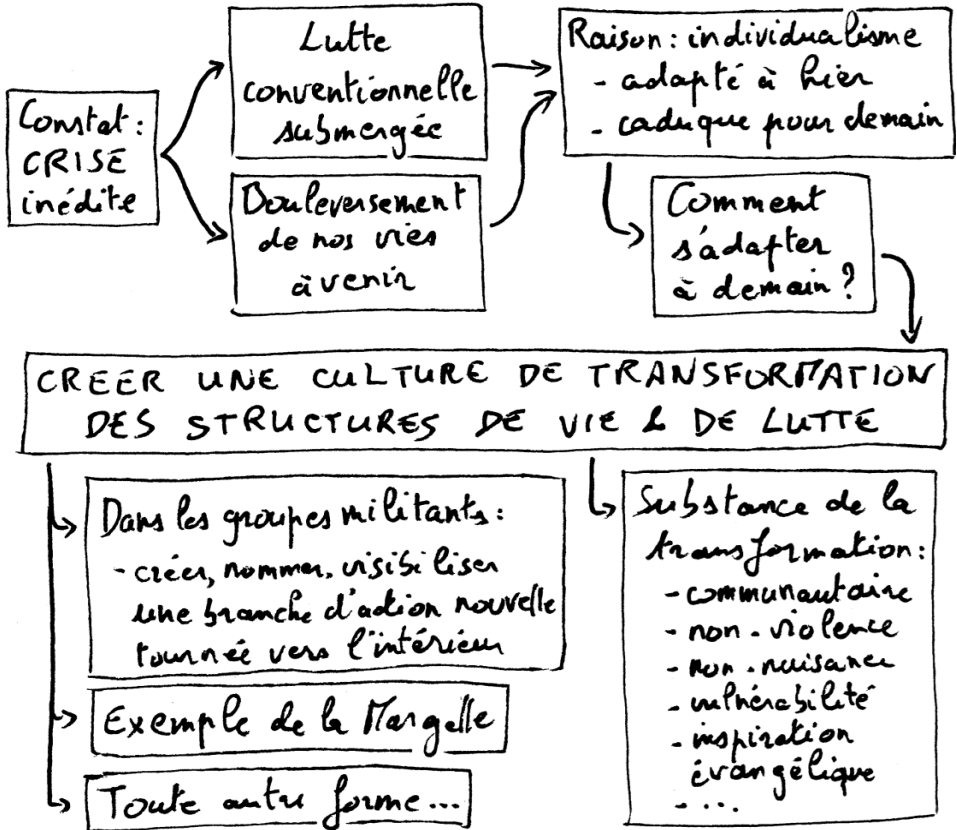 Constat :
CRISE
inédite
Lutte
conventionnelle
submergée
Bouleversement
de nos vies
à venir
Raison : individualisme
- adapté à hier
- caduque pour demain
Comment
s'adapter
à demain ?
CREER UNE CULTURE DE TRANSFORMATION
DES STRUCTURES DE VIE & DE LUTTE
Dans les groupes militants :
- créer, nommer, visibiliser
une branche d'action nouvelle
tournée vers l'intérieur
Exemple de la Margelle
Toute autre forme ...
Substance de la
transformation :
- communautaire
- non-violence
- non-nuisance
- vulnérabilité
- inspiration
évangélique
- ....